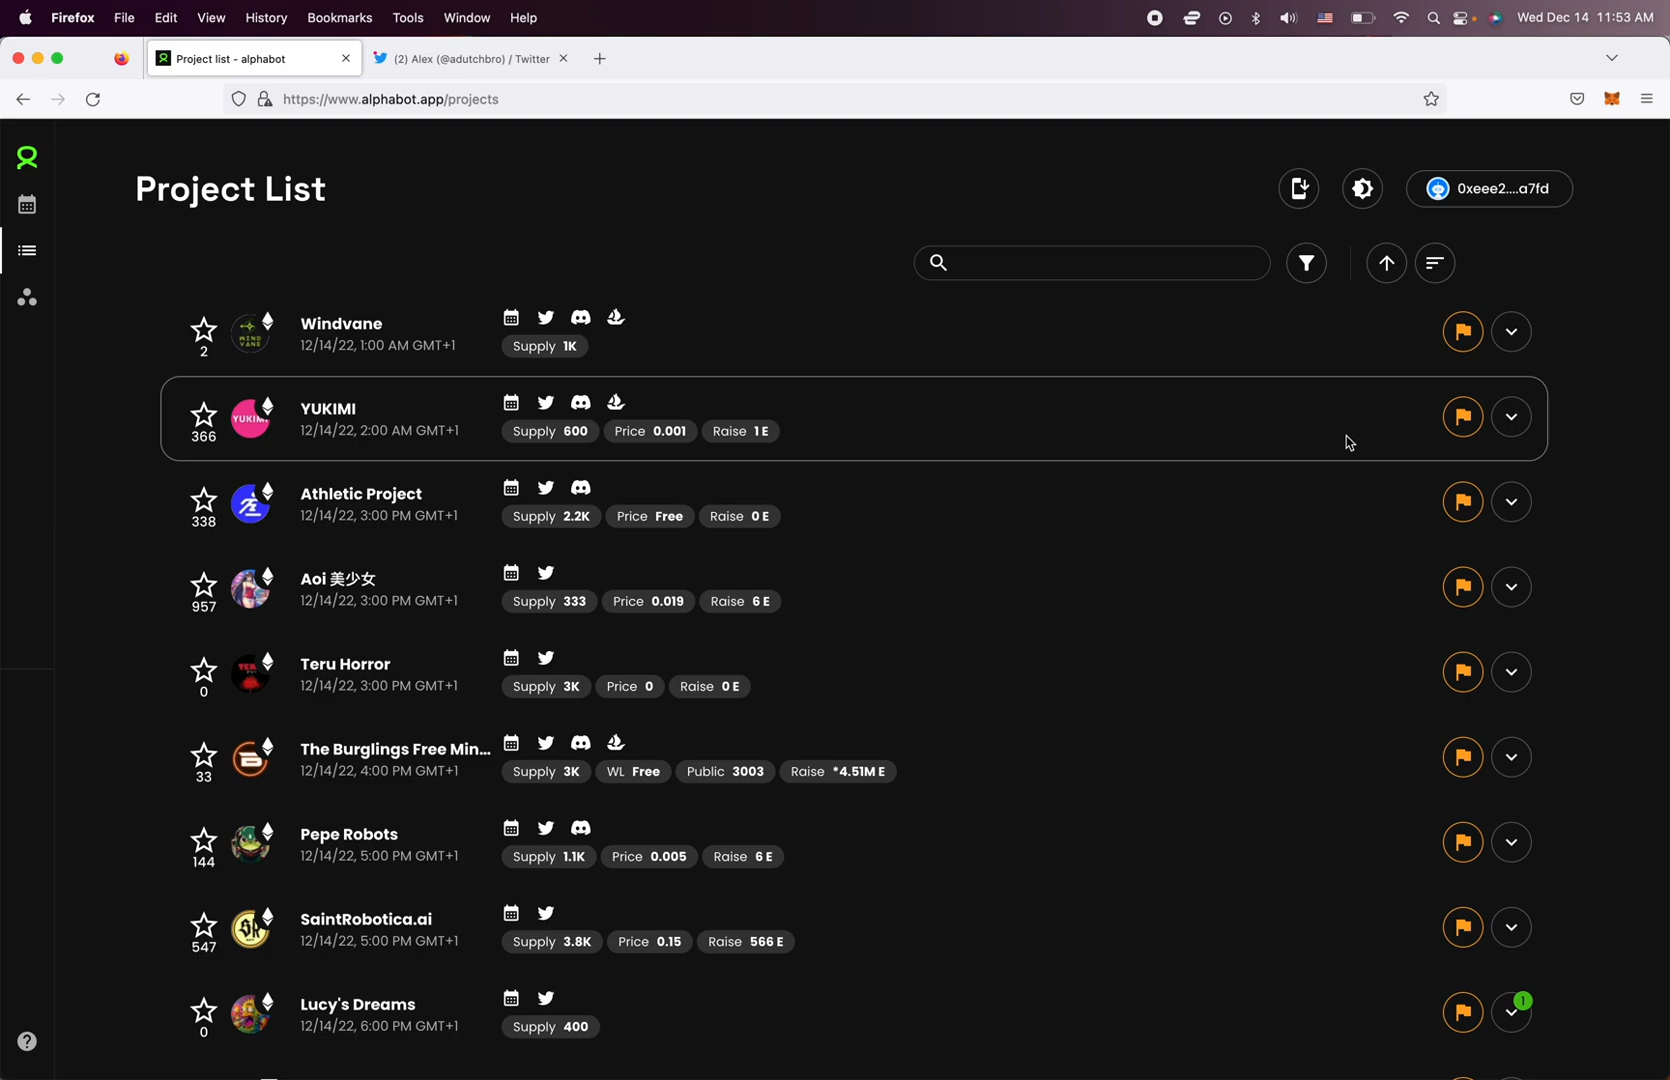 Firefox File Edit View History Bookmarks Tools Window Help Wed Dec 14 11:53 AM
Project list - alphabot (2) Alex (@adutchbro) / Twitter
https://www.alphabot.app/projects
Project List
0xeee2....a7fd
Windvane
2 12/14/22, 1:00 AM GMT+1 Supply 1K
YUKIMI
366 12/14/22, 2:00 AM GMT+1 Supply 600 Price 0.001 Raise 1 E
Athletic Project
338 12/14/22, 3:00 PM GMT+1 Supply 2.2K Price Free Raise 0 E
Aoi 美少女
957 12/14/22, 3:00 PM GMT+1 Supply 333 Price 0.019 Raise 6 E
Teru Horror
0 12/14/22, 3:00 PM GMT+1 Supply 3K Price 0 Raise 0 E
The Burglings Free Min...
33 12/14/22, 4:00 PM GMT+1 Supply 3K WL Free Public 3003 Raise *4.51M E
Pepe Robots
144 12/14/22, 5:00 PM GMT+1 Supply 1.1K Price 0.005 Raise 6 E
SaintRobotica.ai
547 12/14/22, 5:00 PM GMT+1 Supply 3.8K Price 0.15 Raise 566 E
Lucy's Dreams 1
0 12/14/22, 6:00 PM GMT+1 Supply 400